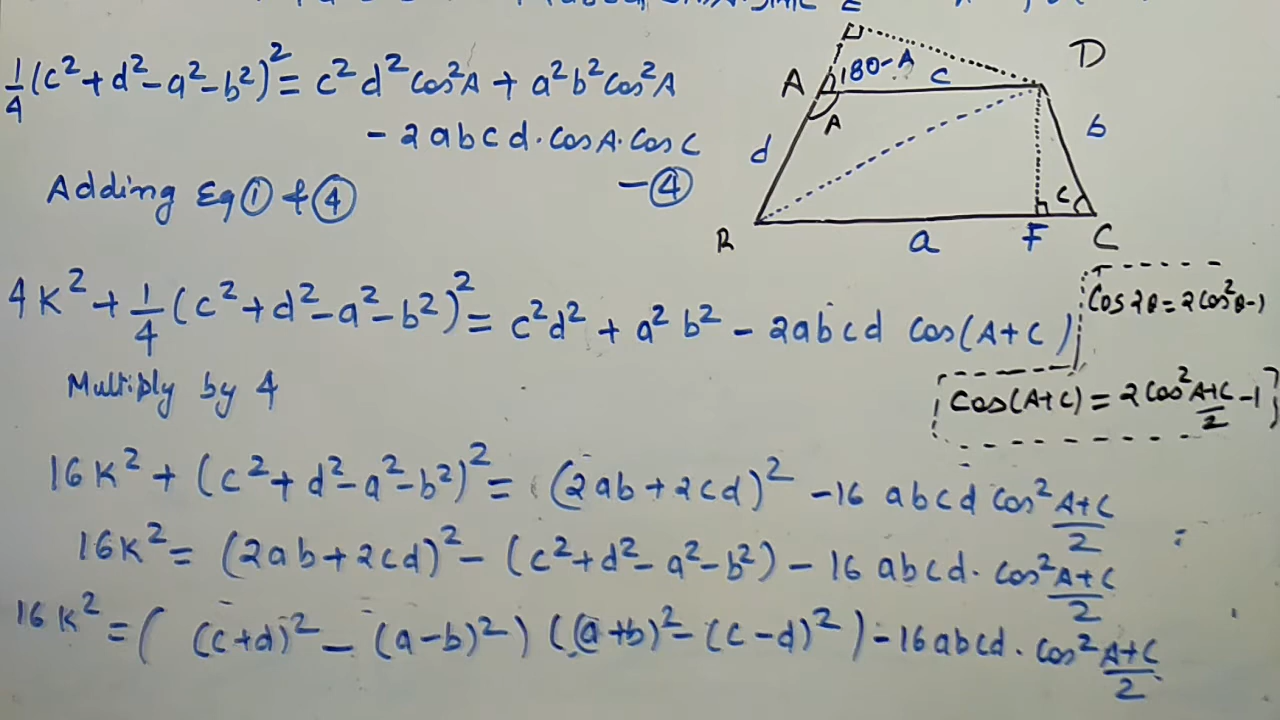 1/4 (c²+d²-a²-b²)² = c²d² cos²A + a²b² cos²A
- 2abcd · cosA · cos C
- ④
Adding Eq ① & ④
180-A
A
D
c
A
d
b
c
B
a
F
C
4K² + 1/4 (c²+d²-a²-b²)² = c²d² + a²b² - 2abcd cos(A+C)
cos2θ=2cos²θ-1
Multiply by 4
cos(A+C) = 2cos² A+C/2 -1
16K² + (c²+d²-a²-b²)² = (2ab+2cd)² - 16 abcd cos² A+C/2
16K² = (2ab+2cd)² - (c²+d²-a²-b²) - 16 abcd · cos² A+C/2
16K² = ( (c+d)² - (a-b)² ) ( (a+b)² - (c-d)² ) - 16abcd · cos² A+C/2